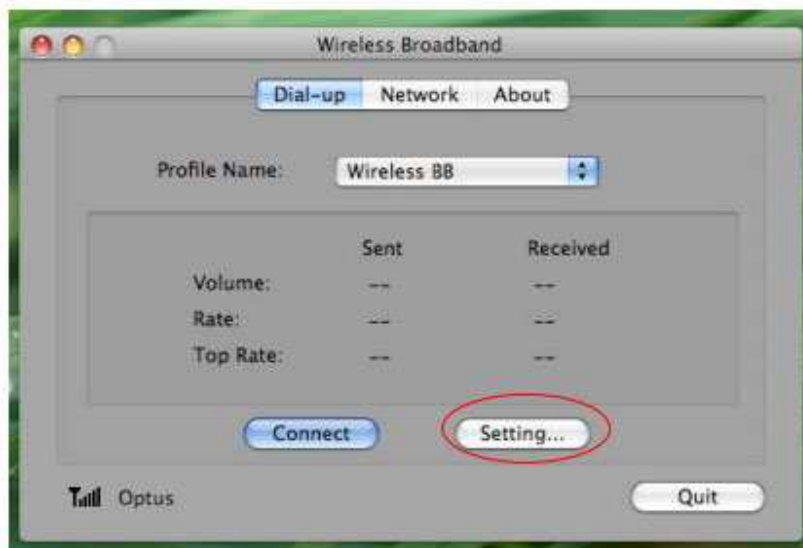 Wireless Broadband
Dial-up Network About
Profile Name: Wireless BB
Sent Received
Volume: -- --
Rate: -- --
Top Rate: -- --
Connect Setting...
Optus Quit